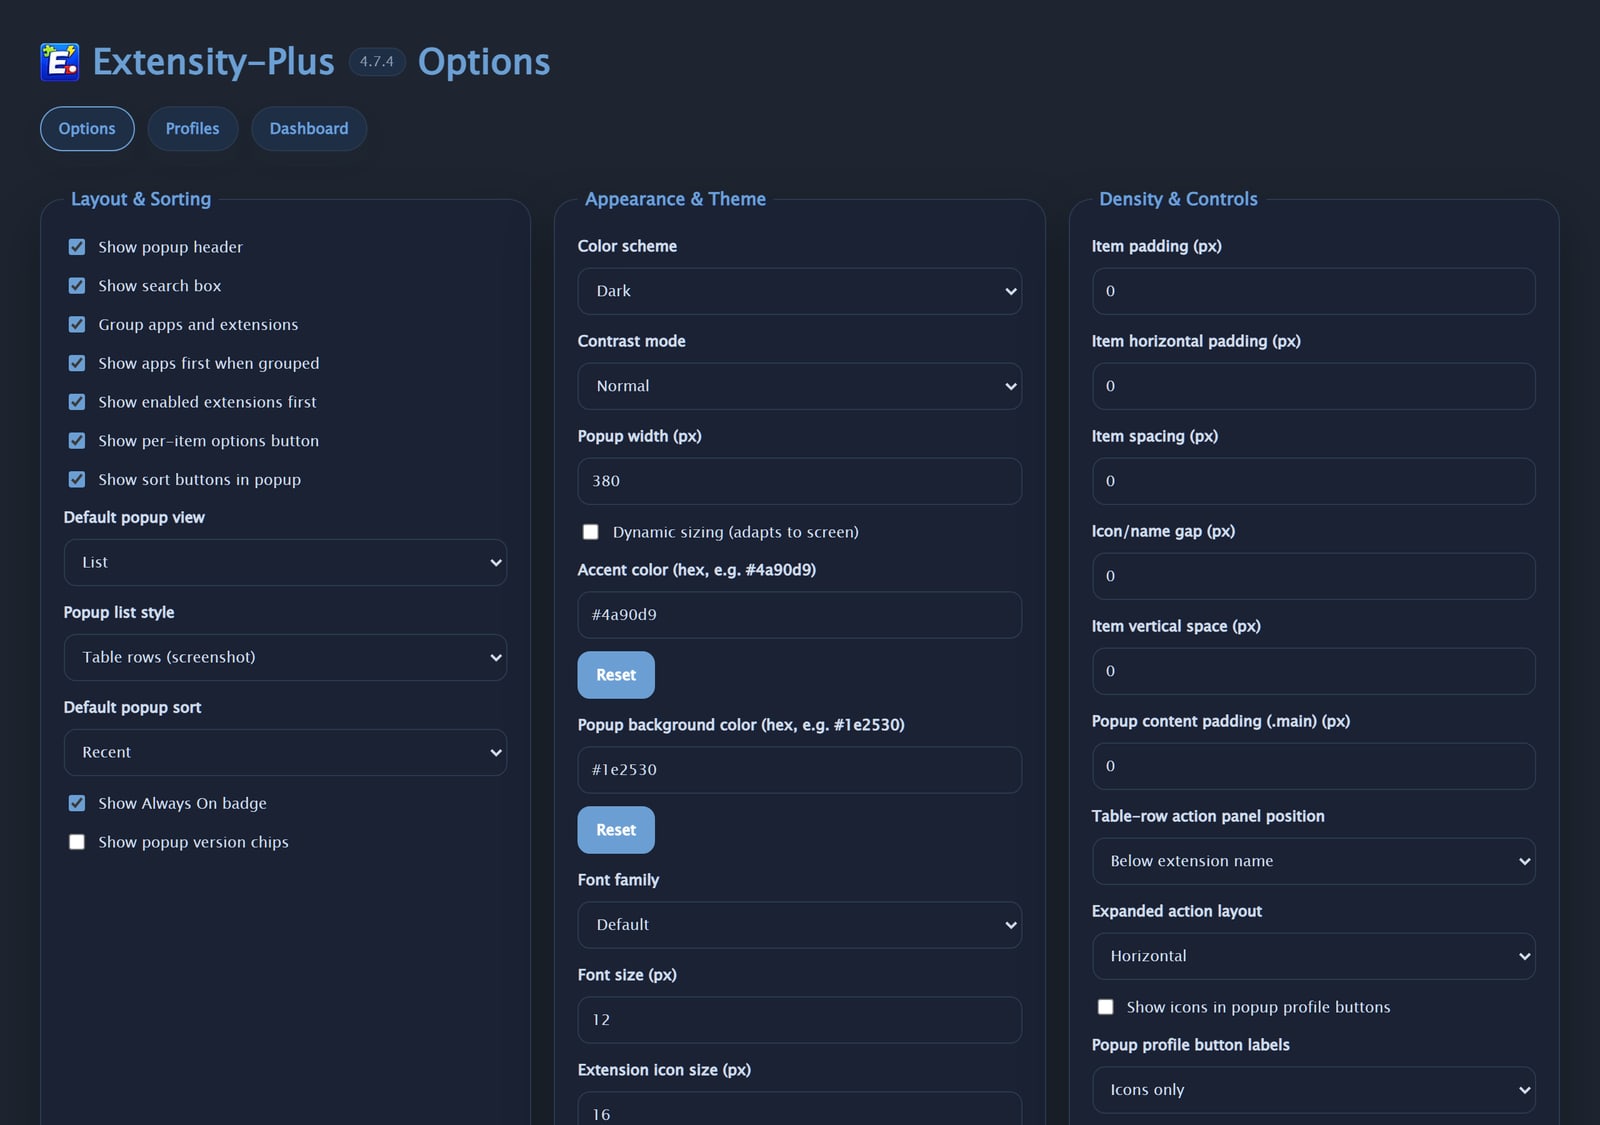 Extensity-Plus 4.7.4 Options
Options Profiles Dashboard
Layout & Sorting
Show popup header
Show search box
Group apps and extensions
Show apps first when grouped
Show enabled extensions first
Show per-item options button
Show sort buttons in popup
Default popup view
List
Popup list style
Table rows (screenshot)
Default popup sort
Recent
Show Always On badge
Show popup version chips
Appearance & Theme
Color scheme
Dark
Contrast mode
Normal
Popup width (px)
380
Dynamic sizing (adapts to screen)
Accent color (hex, e.g. #4a90d9)
#4a90d9
Reset
Popup background color (hex, e.g. #1e2530)
#1e2530
Reset
Font family
Default
Font size (px)
12
Extension icon size (px)
16
Density & Controls
Item padding (px)
0
Item horizontal padding (px)
0
Item spacing (px)
0
Icon/name gap (px)
0
Item vertical space (px)
0
Popup content padding (.main) (px)
0
Table-row action panel position
Below extension name
Expanded action layout
Horizontal
Show icons in popup profile buttons
Popup profile button labels
Icons only